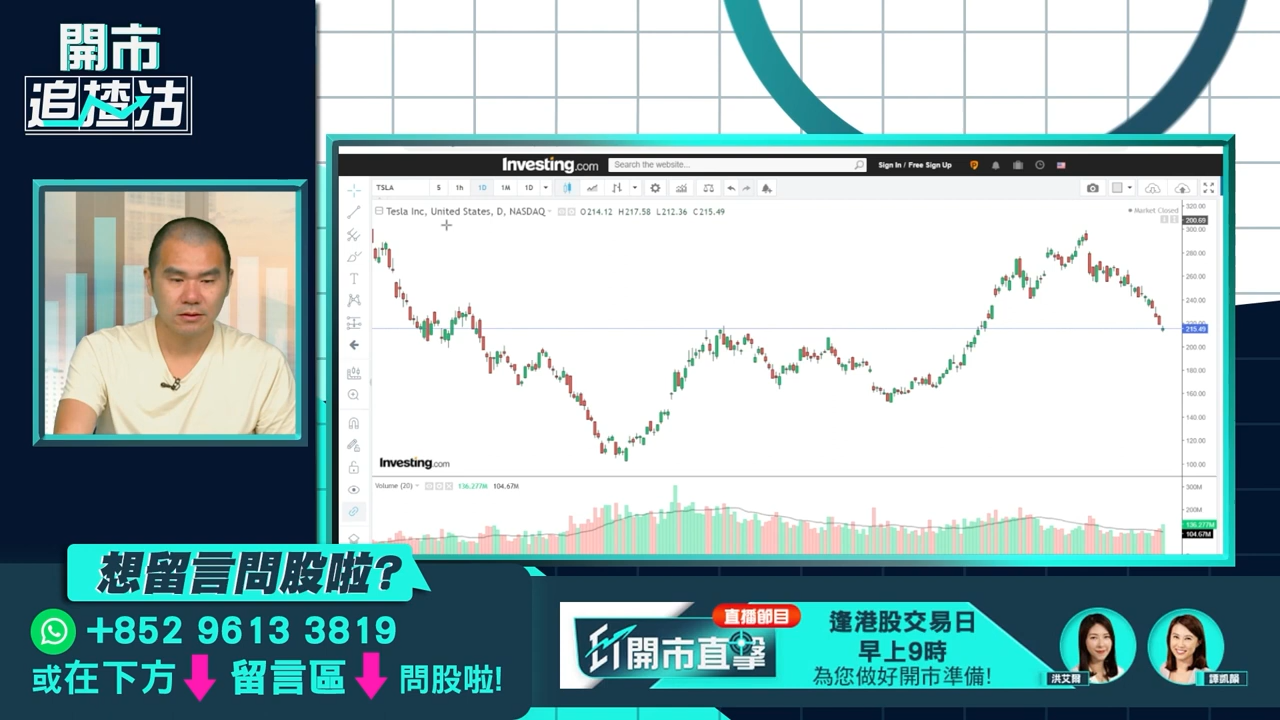 開市
追揸沽
Investing.com
Search the website...
Sign In / Free Sign Up
TSLA
5
1h
1D
1M
1D
Tesla Inc, United States, D, NASDAQ
O214.12 H217.58 L212.36 C215.49
Market Closed
320.00
200.69
300.00
280.00
260.00
240.00
220.00
215.49
200.00
180.00
160.00
140.00
120.00
100.00
Investing.com
Volume (20)
136.277M
104.67M
300M
200M
136.277M
104.67M
想留言問股啦?
+852 9613 3819
或在下方
留言區
問股啦!
開市直擊
直播節目
逢港股交易日
早上9時
為您做好開市準備!
洪艾爾
譚凱韻